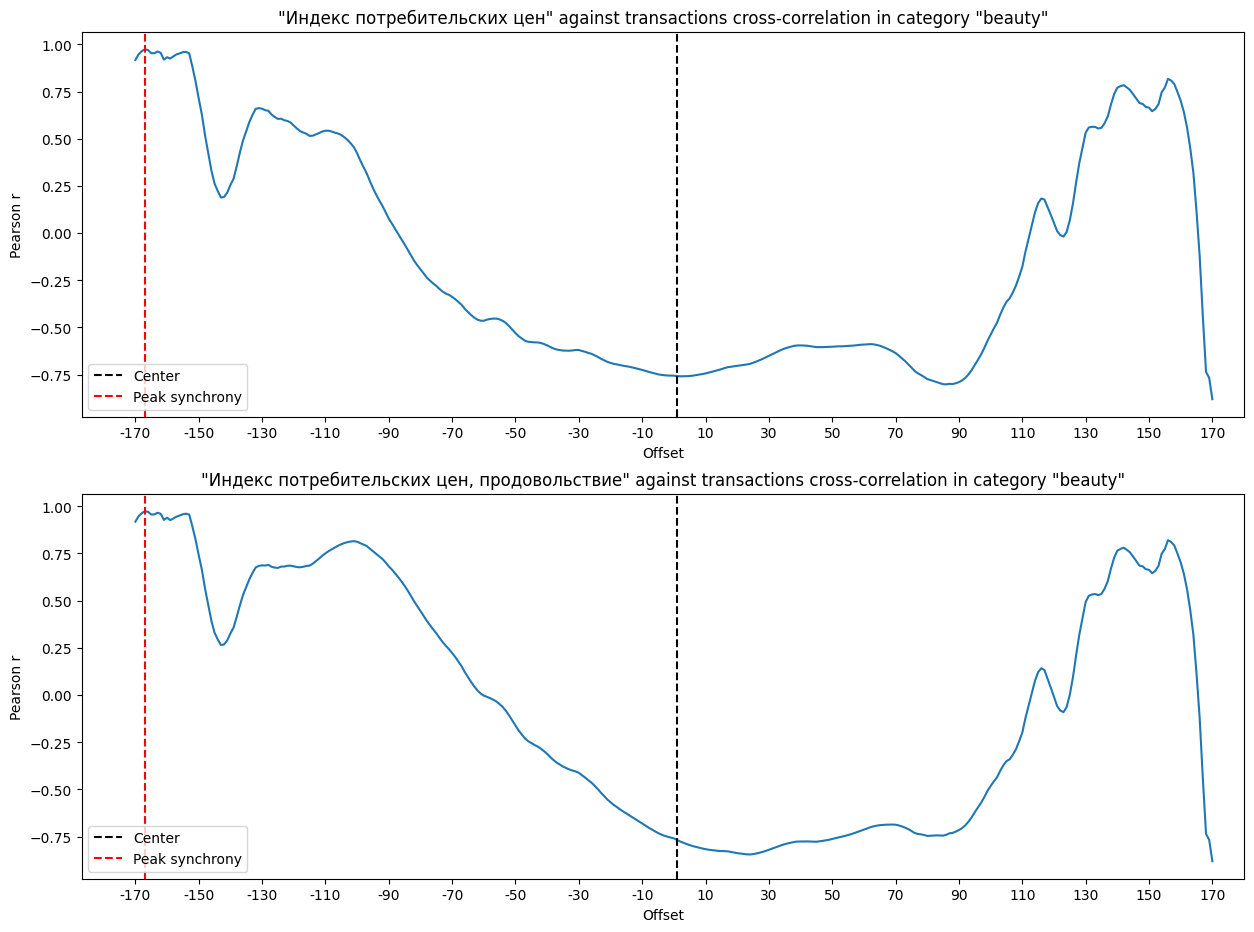 "Индекс потребительских цен" against transactions cross-correlation in category "beauty"
1.00
0.75
0.50
0.25
0.00
−0.25
−0.50
−0.75
Pearson r
Center
Peak synchrony
-170 -150 -130 -110 -90 -70 -50 -30 -10 10 30 50 70 90 110 130 150 170
Offset
"Индекс потребительских цен, продовольствие" against transactions cross-correlation in category "beauty"
1.00
0.75
0.50
0.25
0.00
−0.25
−0.50
−0.75
Pearson r
Center
Peak synchrony
-170 -150 -130 -110 -90 -70 -50 -30 -10 10 30 50 70 90 110 130 150 170
Offset